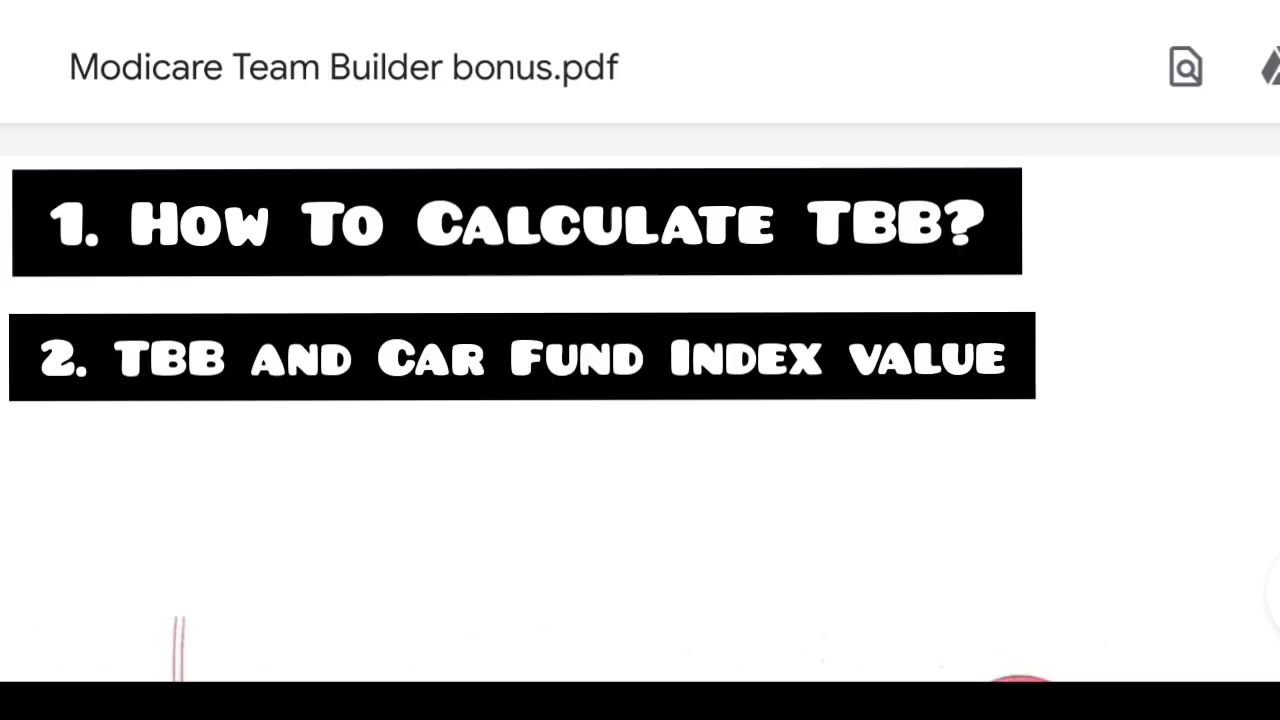 Modicare Team Builder bonus.pdf
1. How To Calculate TBB?
2. TBB and Car Fund Index value